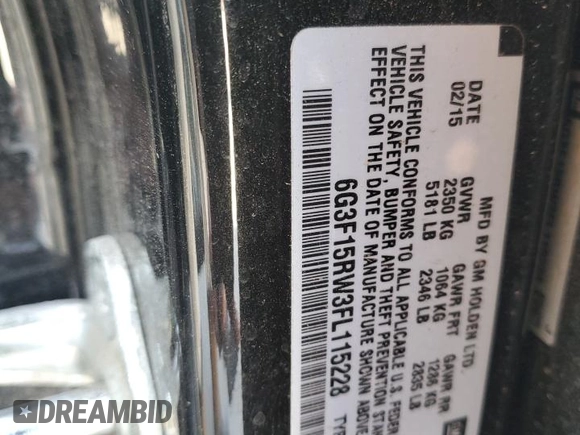 MFD BY GM HOLDEN LTD
DATE GVWR GAWR FRT GAWR RR
02/15 2350 KG 1064 KG 1286 KG
5181 LB 2346 LB 2835 LB
THIS VEHICLE CONFORMS TO ALL APPLICABLE U.S. FEDER
VEHICLE SAFETY, BUMPER AND THEFT PREVENTION STAN
EFFECT ON THE DATE OF MANUFACTURE SHOWN ABOVE
6G3F15RW3FL115228 TYP
DREAMBID